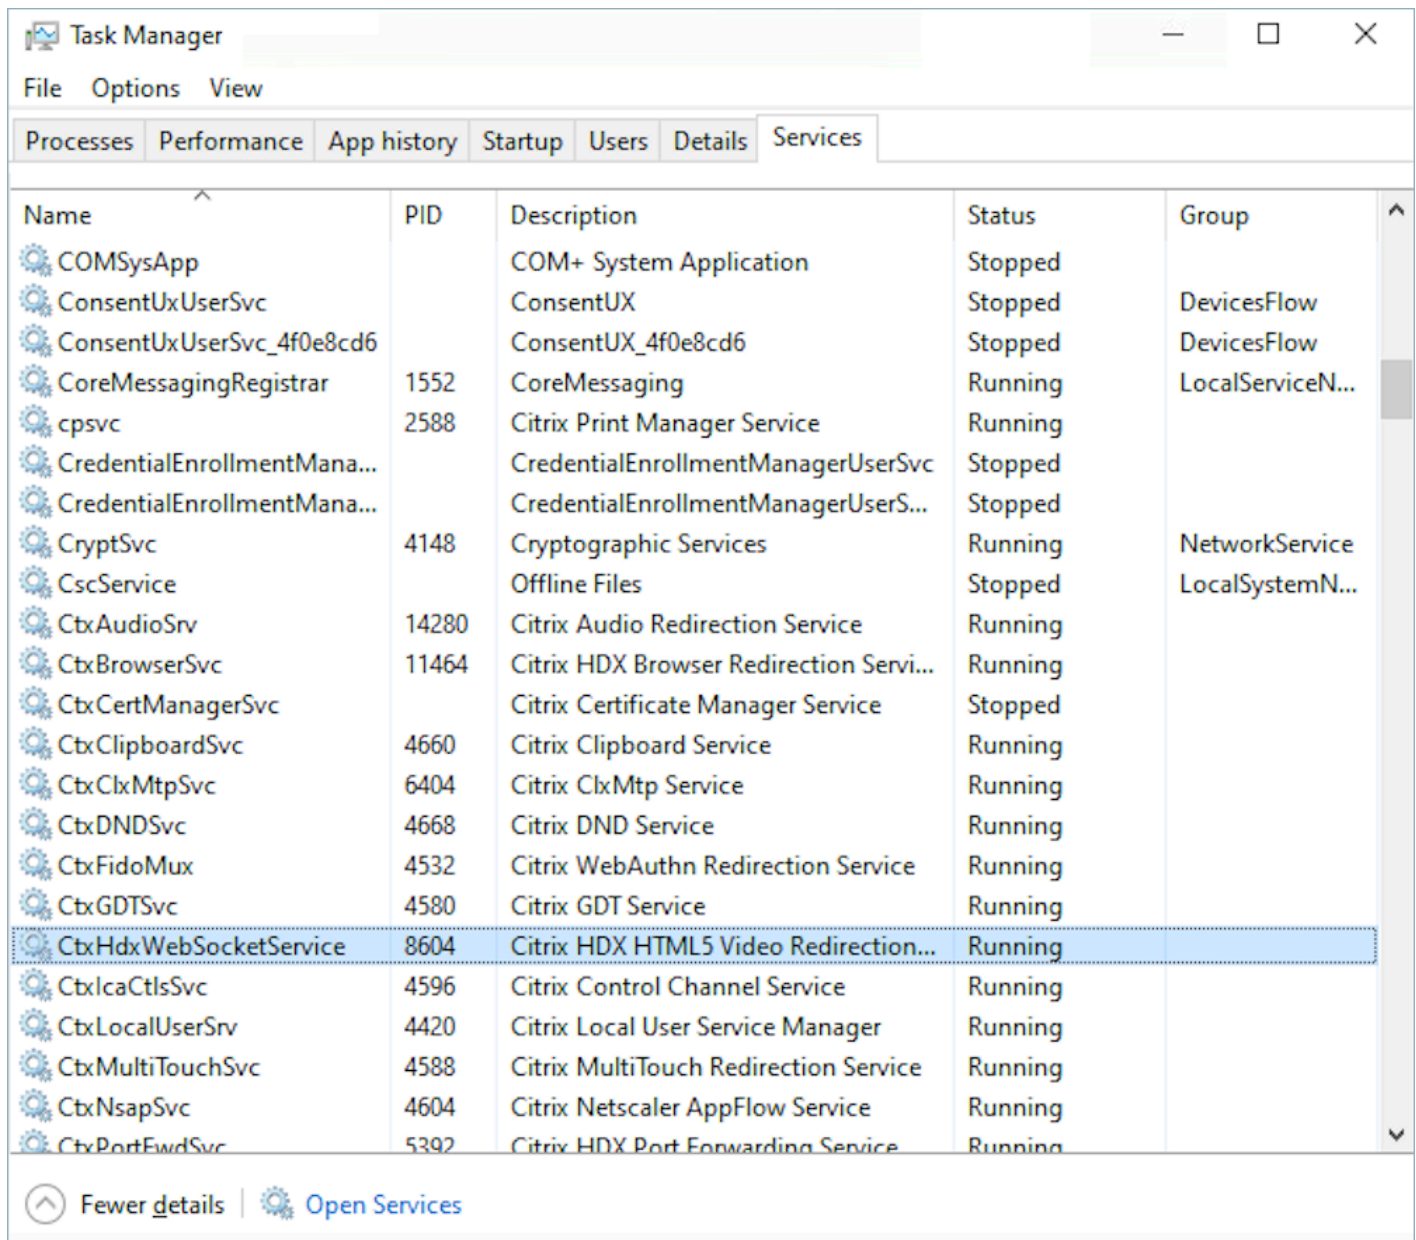 Task Manager
File Options View
Processes Performance App history Startup Users Details Services
Name PID Description Status Group
COMSysApp COM+ System Application Stopped
ConsentUxUserSvc ConsentUX Stopped DevicesFlow
ConsentUxUserSvc_4f0e8cd6 ConsentUX_4f0e8cd6 Stopped DevicesFlow
CoreMessagingRegistrar 1552 CoreMessaging Running LocalServiceN...
cpsvc 2588 Citrix Print Manager Service Running
CredentialEnrollmentMana... CredentialEnrollmentManagerUserSvc Stopped
CredentialEnrollmentMana... CredentialEnrollmentManagerUserS... Stopped
CryptSvc 4148 Cryptographic Services Running NetworkService
CscService Offline Files Stopped LocalSystemN...
CtxAudioSrv 14280 Citrix Audio Redirection Service Running
CtxBrowserSvc 11464 Citrix HDX Browser Redirection Servi... Running
CtxCertManagerSvc Citrix Certificate Manager Service Stopped
CtxClipboardSvc 4660 Citrix Clipboard Service Running
CtxClxMtpSvc 6404 Citrix ClxMtp Service Running
CtxDNDSvc 4668 Citrix DND Service Running
CtxFidoMux 4532 Citrix WebAuthn Redirection Service Running
CtxGDTSvc 4580 Citrix GDT Service Running
CtxHdxWebSocketService 8604 Citrix HDX HTML5 Video Redirection... Running
CtxIcaCtlsSvc 4596 Citrix Control Channel Service Running
CtxLocalUserSrv 4420 Citrix Local User Service Manager Running
CtxMultiTouchSvc 4588 Citrix MultiTouch Redirection Service Running
CtxNsapSvc 4604 Citrix Netscaler AppFlow Service Running
CtxPortFwdSvc 5392 Citrix HDX Port Forwarding Service Running
Fewer details Open Services